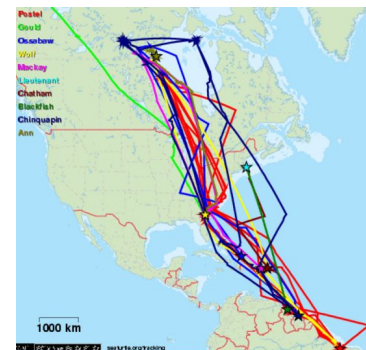 Postel
Gould
Ossabaw
Wolf
Mackay
Lieutenant
Chatham
Blackfish
Chinquapin
Ann
1000 km
seaturtle.org/tracking